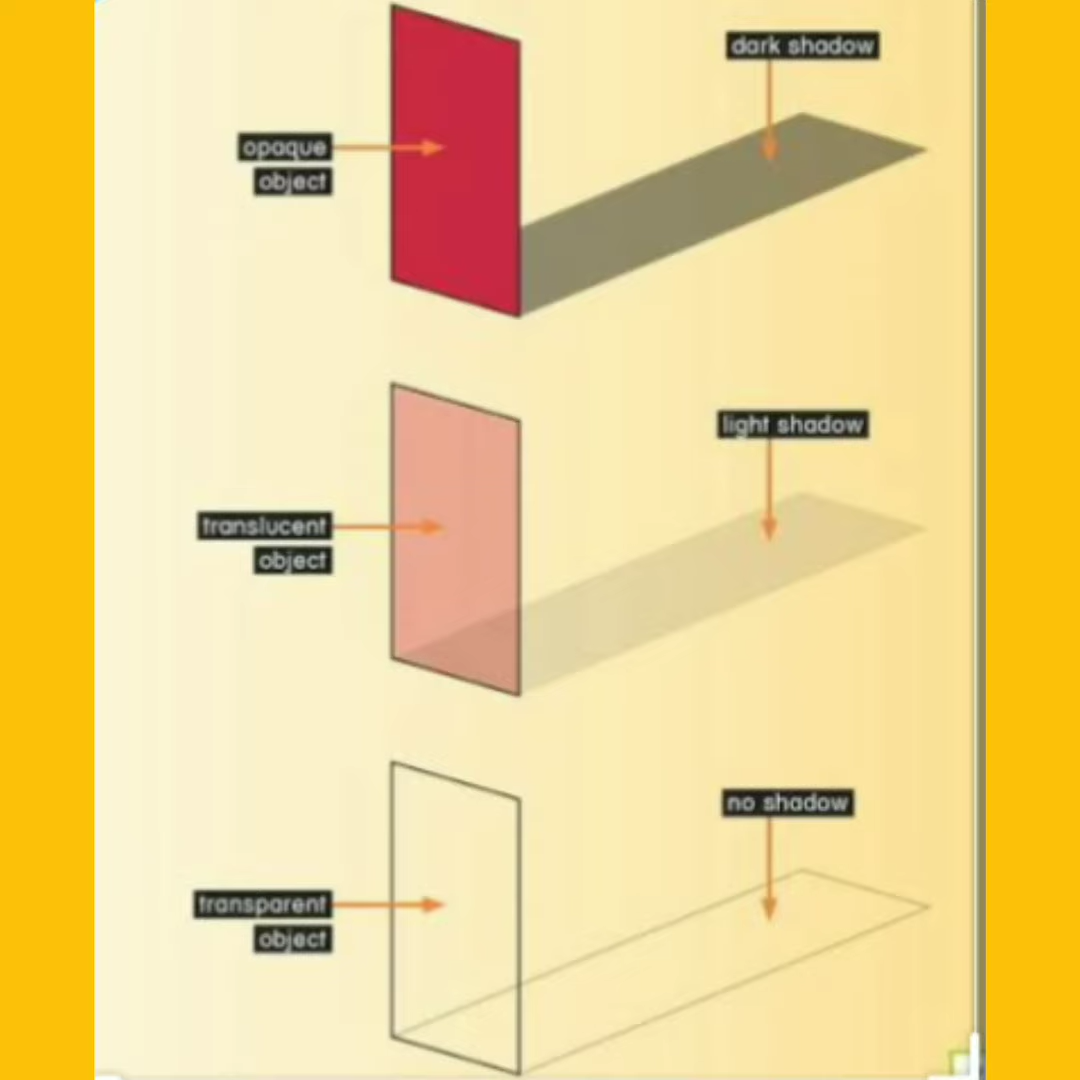 dark shadow
opaque
object
light shadow
translucent
object
no shadow
transparent
object